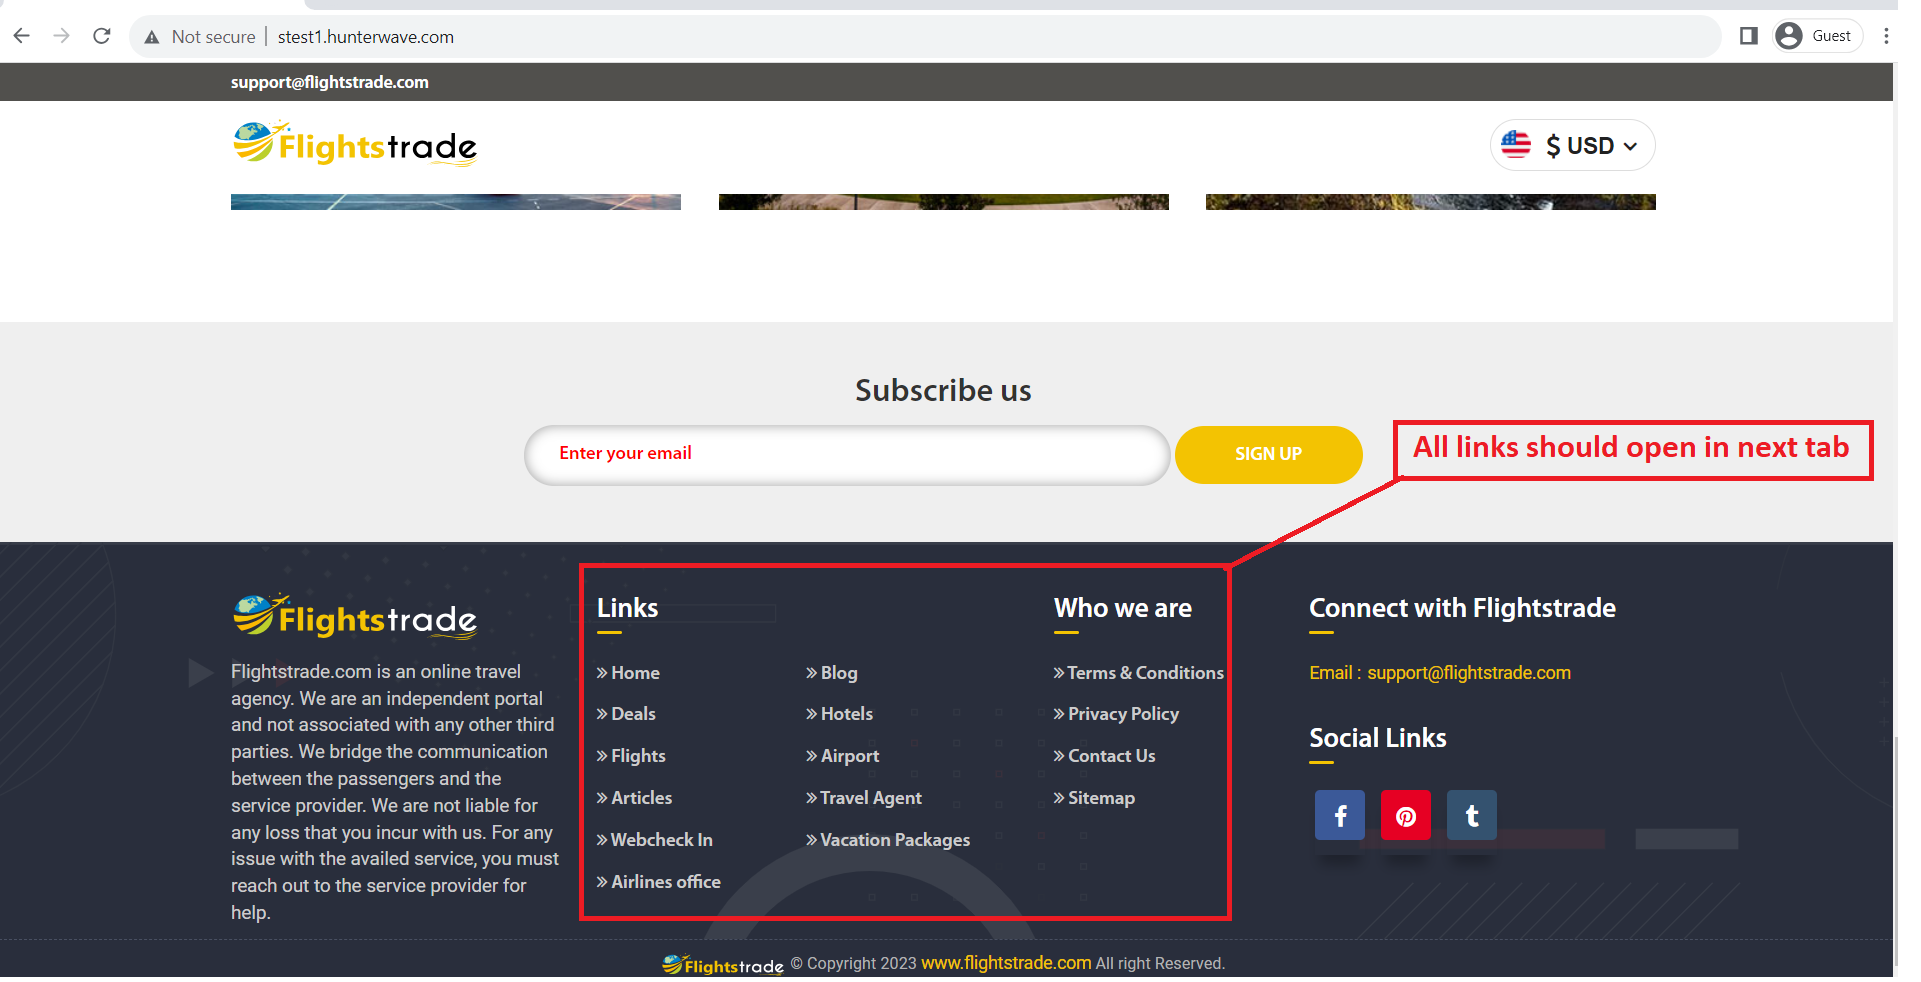 Not secure | stest1.hunterwave.com
Guest
support@flightstrade.com
Flightstrade
$ USD
Subscribe us
Enter your email
SIGN UP
All links should open in next tab
Flightstrade
Flightstrade.com is an online travel
agency. We are an independent portal
and not associated with any other third
parties. We bridge the communication
between the passengers and the
service provider. We are not liable for
any loss that you incur with us. For any
issue with the availed service, you must
reach out to the service provider for
help.
Links
» Home
» Deals
» Flights
» Articles
» Webcheck In
» Airlines office
» Blog
» Hotels
» Airport
» Travel Agent
» Vacation Packages
Who we are
» Terms & Conditions
» Privacy Policy
» Contact Us
» Sitemap
Connect with Flightstrade
Email : support@flightstrade.com
Social Links
Flightstrade © Copyright 2023 www.flightstrade.com All right Reserved.